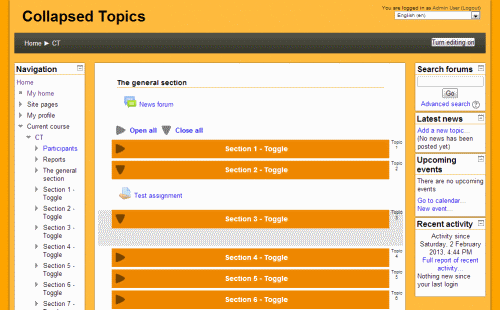 You are logged in as Admin User (Logout)
Collapsed Topics
English (en)
Home ► CT
Turn editing on
Navigation
Home
My home
Site pages
My profile
Current course
CT
Participants
Reports
The general
section
Section 1 -
Toggle
Section 2 -
Toggle
Section 3 -
Toggle
Section 4 -
Toggle
Section 5 -
Toggle
Section 6 -
Toggle
Section 7 -
The general section
News forum
Open all
Close all
Section 1 - Toggle
Topic
1
Section 2 - Toggle
Topic
2
Test assignment
Section 3 - Toggle
Topic
3
Section 4 - Toggle
Topic
4
Section 5 - Toggle
Topic
5
Section 6 - Toggle
Topic
6
Search forums
Go
Advanced search
Latest news
Add a new topic...
(No news has been
posted yet)
Upcoming
events
There are no upcoming
events
Go to calendar...
New event...
Recent activity
Activity since
Saturday, 2 February
2013, 4:44 PM
Full report of recent
activity...
Nothing new since
your last login